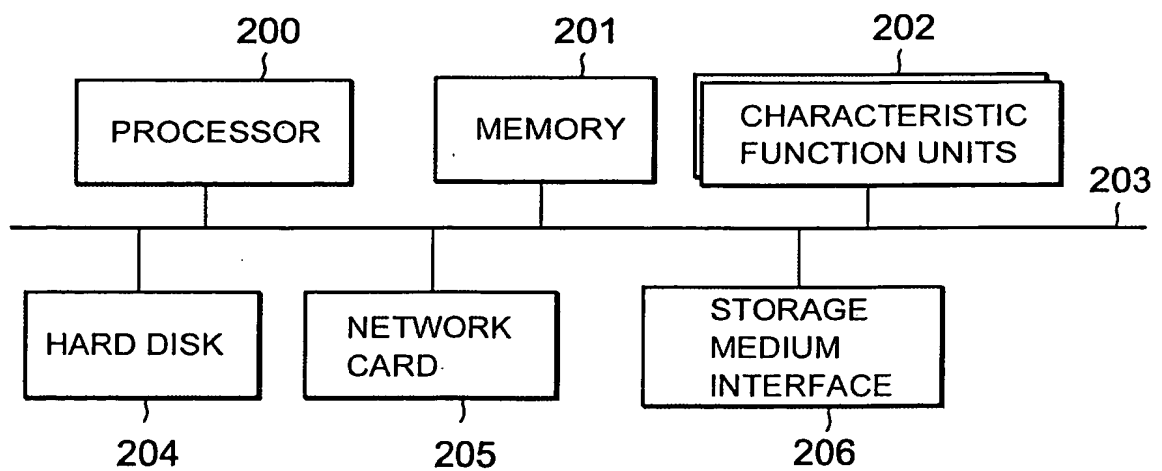 200
201
202
PROCESSOR
MEMORY
CHARACTERISTIC
FUNCTION UNITS
203
HARD DISK
NETWORK
CARD
STORAGE
MEDIUM
INTERFACE
204
205
206